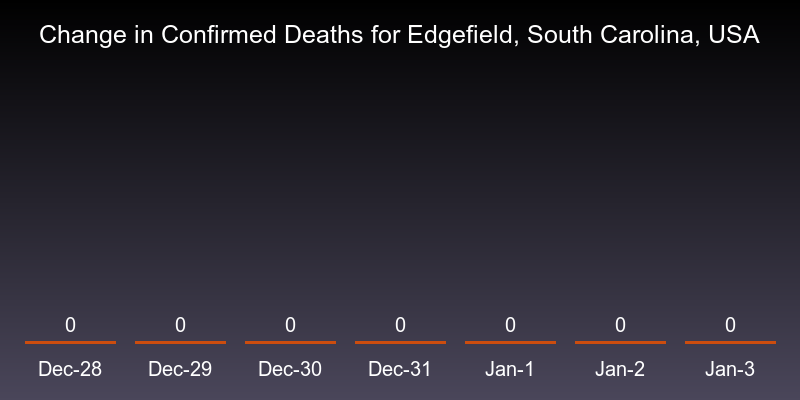 Change in Confirmed Deaths for Edgefield, South Carolina, USA
0 0 0 0 0 0 0
Dec-28 Dec-29 Dec-30 Dec-31 Jan-1 Jan-2 Jan-3